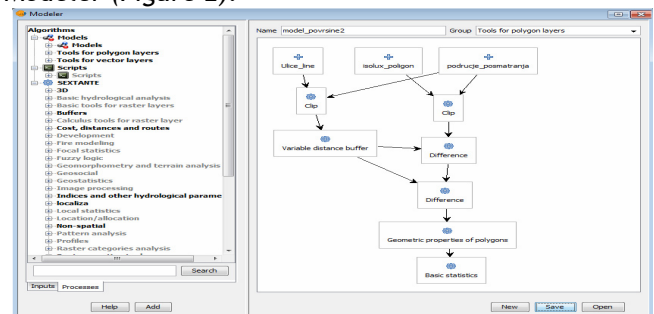 Modeler (Figure 2).
Modeler
Algorithms
Models
Models
Tools for polygon layers
Tools for vector layers
Scripts
Scripts
SEXTANTE
3D
Basic hydrological analysis
Basic tools for raster layers
Buffers
Calculus tools for raster layer
Cost, distances and routes
Development
Fire modeling
Focal statistics
Fuzzy logic
Geomorphometry and terrain analysis
Geosocial
Geostatistics
Image processing
Indices and other hydrological parame
localiza
Local statistics
Location/allocation
Non-spatial
Pattern analysis
Profiles
Raster categories analysis
Search
Inputs Processes
Help Add
Name model_povrsine2 Group Tools for polygon layers
Ulice_line isolux_poligon podrucje_posmatranja
Clip Clip
Variable distance buffer Difference
Difference
Geometric properties of polygons
Basic statistics
New Save Open